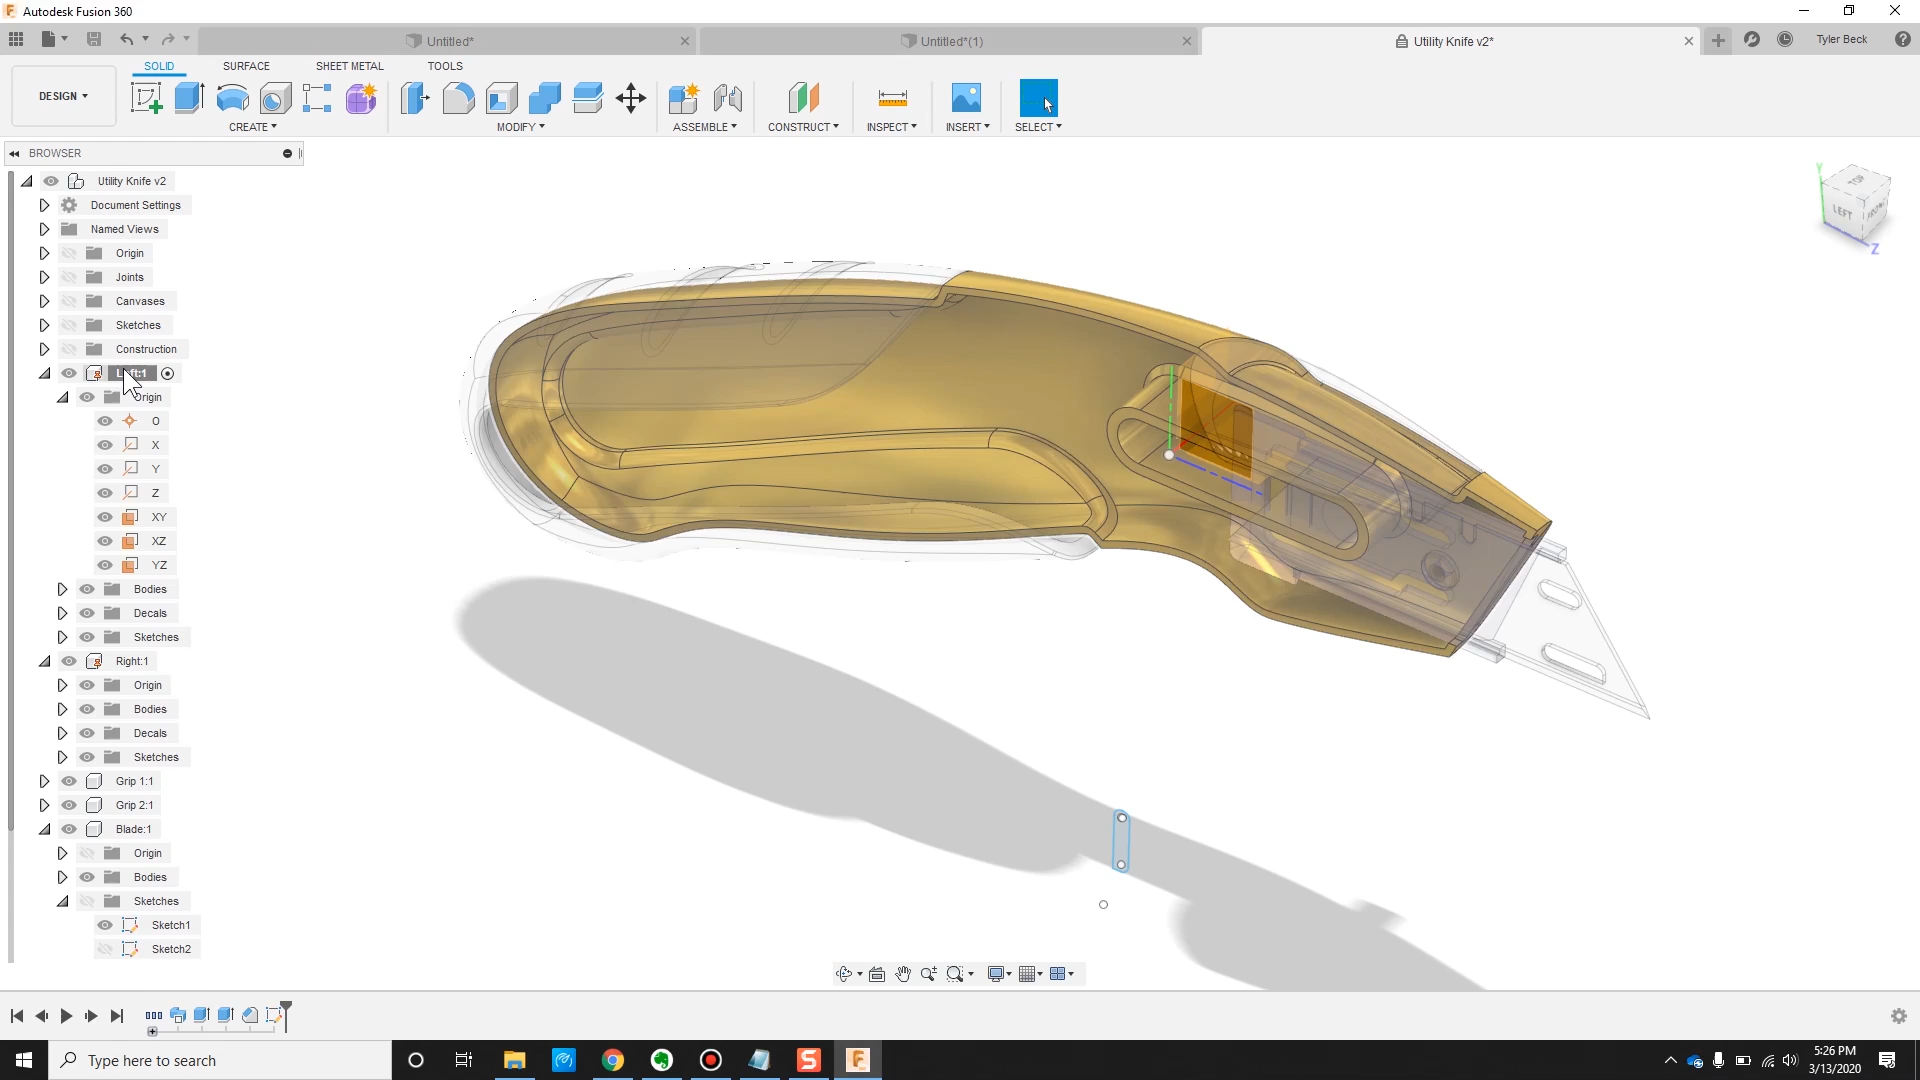 Autodesk Fusion 360
Untitled*
Untitled*(1)
Utility Knife v2*
Tyler Beck
SOLID
SURFACE
SHEET METAL
TOOLS
DESIGN
CREATE
MODIFY
ASSEMBLE
CONSTRUCT
INSPECT
INSERT
SELECT
BROWSER
Utility Knife v2
Document Settings
Named Views
Origin
Joints
Canvases
Sketches
Construction
Origin
O
X
Y
Z
XY
XZ
YZ
Bodies
Decals
Sketches
Right:1
Origin
Bodies
Decals
Sketches
Grip 1:1
Grip 2:1
Blade:1
Origin
Bodies
Sketches
Sketch1
Sketch2
Y
TOP
LEFT
FRONT
Z
Type here to search
5:26 PM
3/13/2020